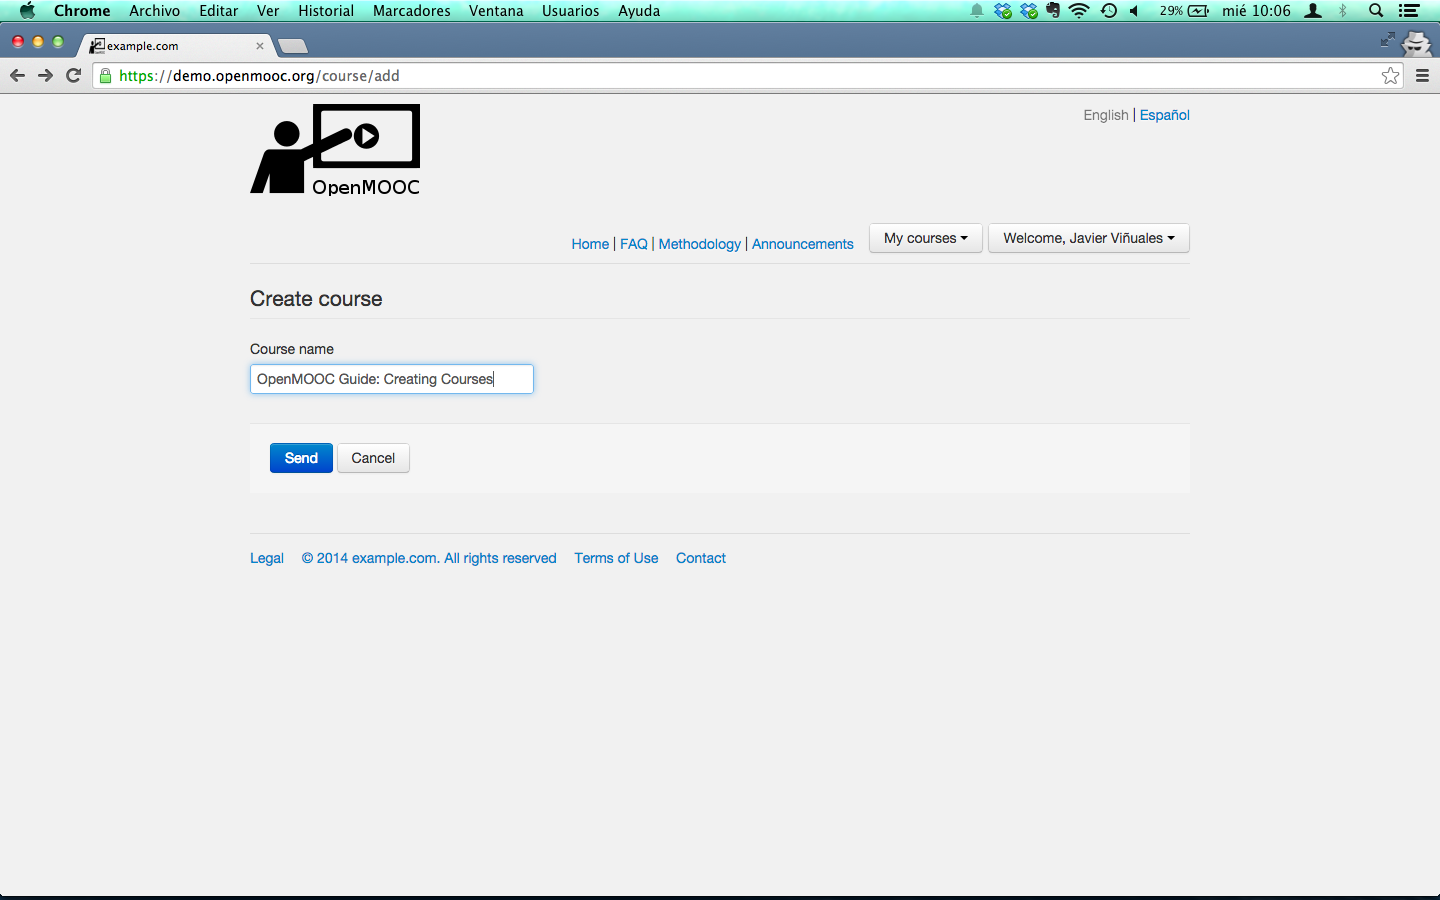 Chrome Archivo Editar Ver Historial Marcadores Ventana Usuarios Ayuda 29% mié 10:06
example.com
https://demo.openmooc.org/course/add
English | Español
OpenMOOC
Home | FAQ | Methodology | Announcements My courses Welcome, Javier Viñuales
Create course
Course name
OpenMOOC Guide: Creating Courses
Send Cancel
Legal © 2014 example.com. All rights reserved Terms of Use Contact